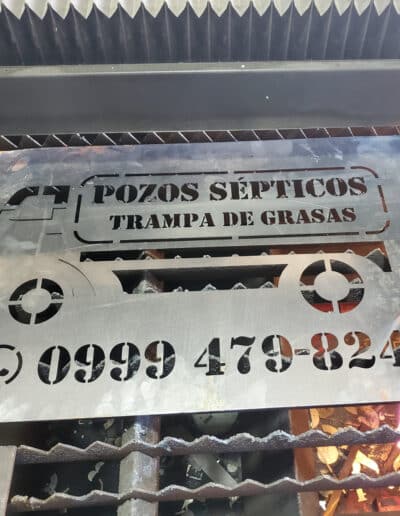 POZOS SÉPTICOS
TRAMPA DE GRASAS
0999 479-824